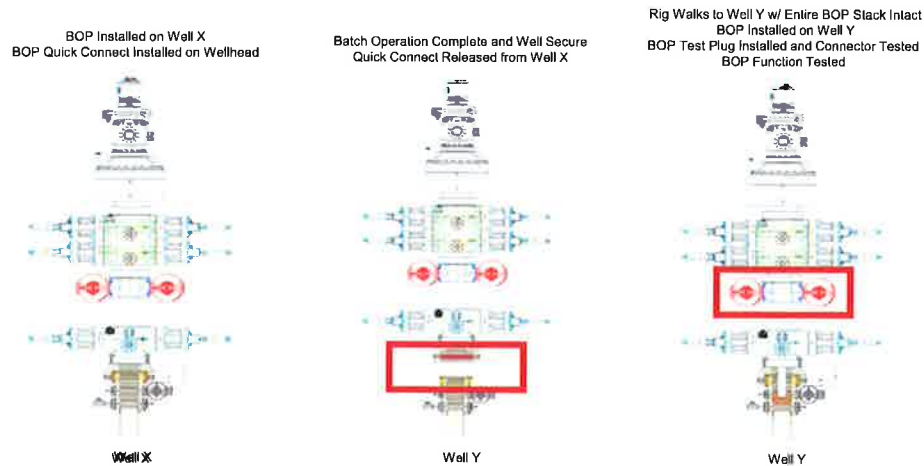 BOP Installed on Well X
BOP Quick Connect Installed on Wellhead
Batch Operation Complete and Well Secure
Quick Connect Released from Well X
Rig Walks to Well Y w/ Entire BOP Stack Intact
BOP Installed on Well Y
BOP Test Plug Installed and Connector Tested
BOP Function Tested
Well X
Well Y
Well Y